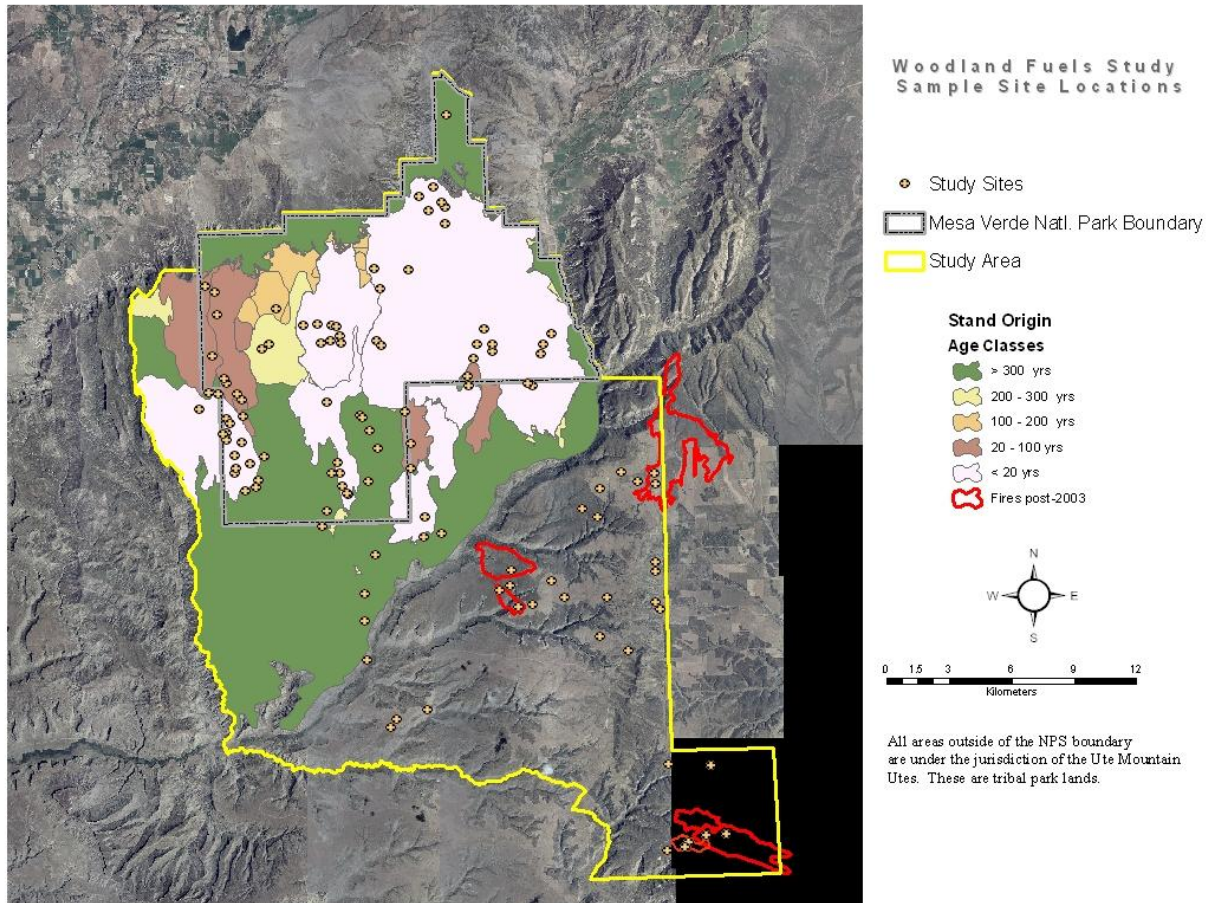 Woodland Fuels Study
Sample Site Locations
Study Sites
Mesa Verde Natl. Park Boundary
Study Area
Stand Origin
Age Classes
> 300 yrs
200 - 300 yrs
100 - 200 yrs
20 - 100 yrs
< 20 yrs
Fires post-2003
N
W E
S
0 1.5 3 6 9 12
Kilometers
All areas outside of the NPS boundary
are under the jurisdiction of the Ute Mountain
Utes. These are tribal park lands.